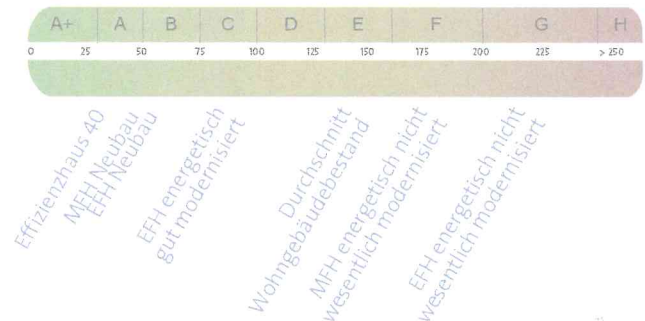 A+ A B C D E F G H
0 25 50 75 100 125 150 175 200 225 > 250
Effizienzhaus 40
MFH Neubau
EFH Neubau
EFH energetisch
gut modernisiert
Durchschnitt
Wohngebäudebestand
MFH energetisch nicht
wesentlich modernisiert
EFH energetisch nicht
wesentlich modernisiert